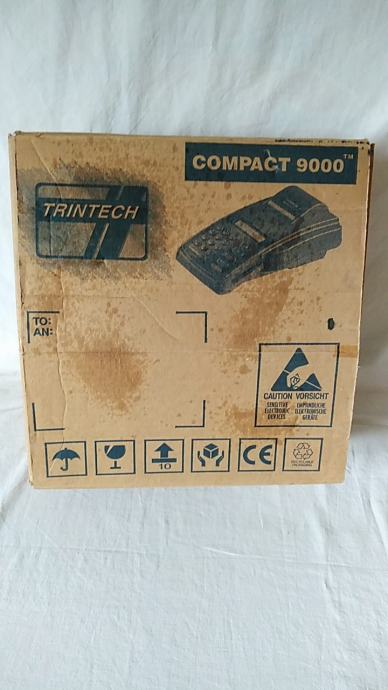 COMPACT 9000™
TRINTECH
TO:
AN:
CAUTION VORSICHT
SENSITIVE EMPFINDLICHE
ELECTRONIC ELEKTRONISCHE
DEVICES GERÄTE
10
CE
RECYCLABLE
PACKAGING